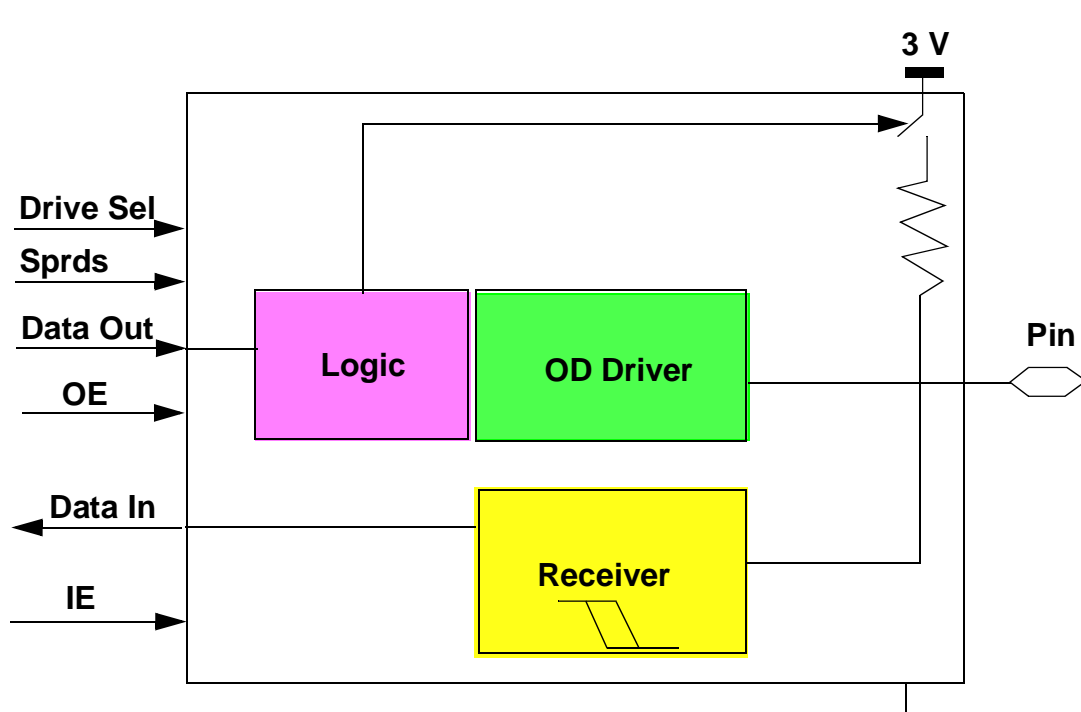 3 V
Drive Sel
Sprds
Data Out
OE
Logic
OD Driver
Pin
Data In
IE
Receiver